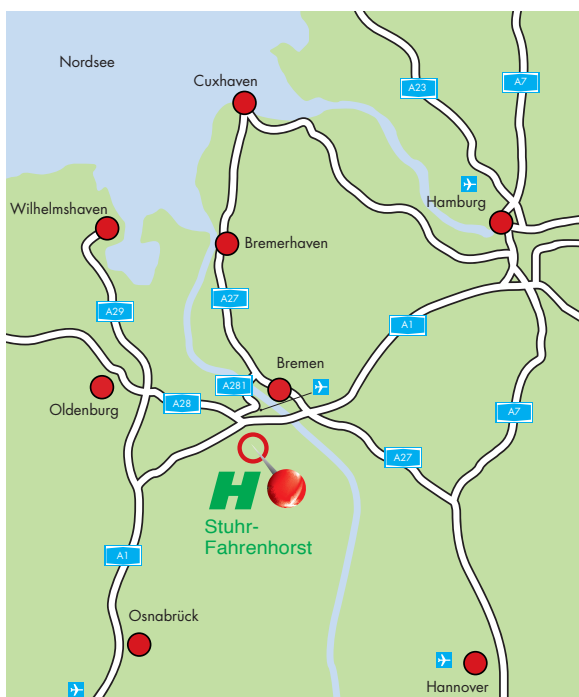 Nordsee
Cuxhaven
A23
A7
Wilhelmshaven
Hamburg
Bremerhaven
A27
A29
A1
Bremen
A281
Oldenburg
A28
A7
A27
H
Stuhr-
Fahrenhorst
A1
Osnabrück
Hannover